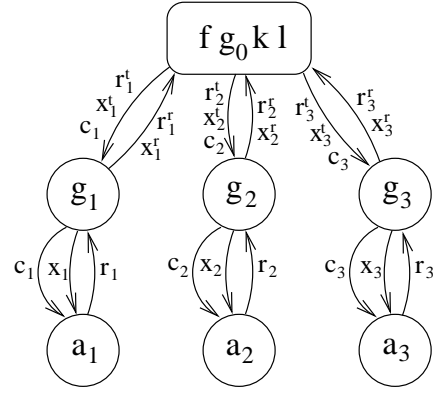 f g₀ k l
r₁ᵗ x₁ᵗ c₁ r₁ʳ x₁ʳ r₂ᵗ x₂ᵗ c₂ r₂ʳ x₂ʳ r₃ᵗ x₃ᵗ c₃ r₃ʳ x₃ʳ
g₁ g₂ g₃
c₁ x₁ r₁ c₂ x₂ r₂ c₃ x₃ r₃
a₁ a₂ a₃